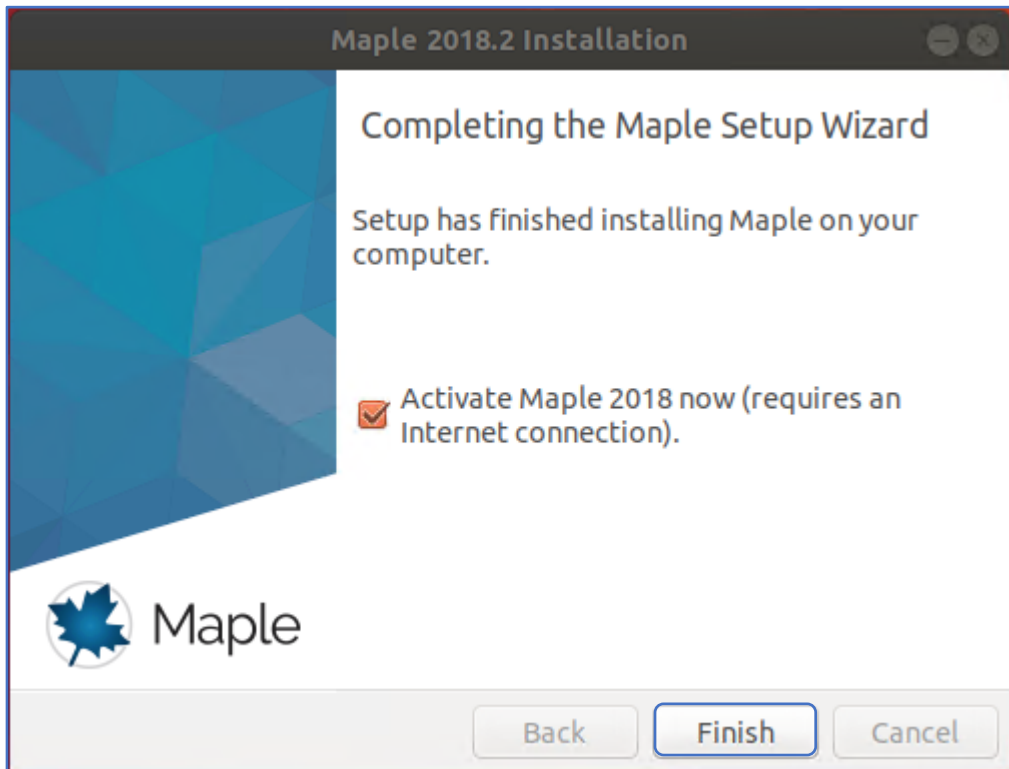 Maple 2018.2 Installation
Completing the Maple Setup Wizard
Setup has finished installing Maple on your
computer.
Activate Maple 2018 now (requires an
Internet connection).
Maple
Back Finish Cancel